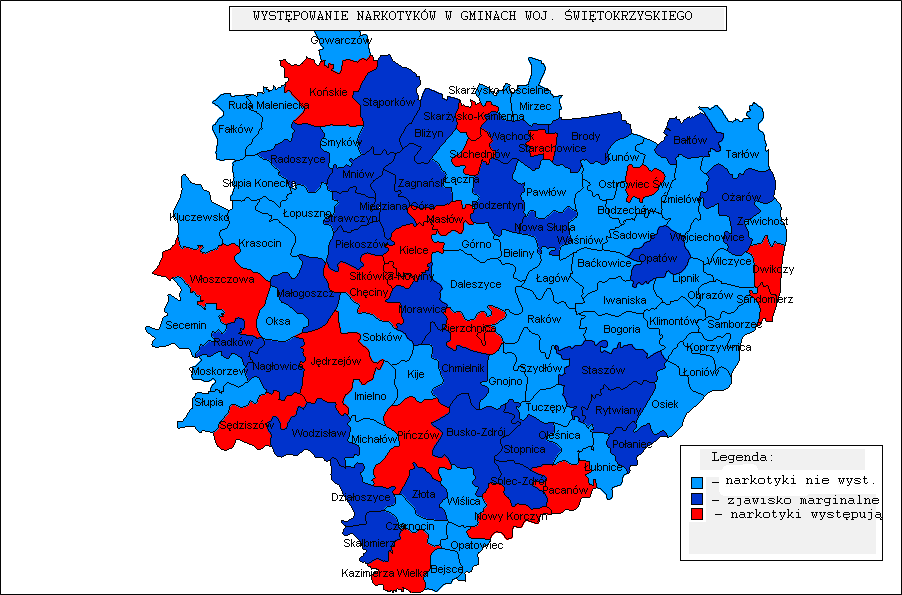 WYSTĘPOWANIE NARKOTYKÓW W GMINACH WOJ. ŚWIĘTOKRZYSKIEGO
Gowarczów
Końskie
Skarżysko Kościelne
Ruda Maleniecka
Stąporków
Mirzec
Skarżysko-Kamienna
Fałków
Bliżyn
Wąchock
Brody
Smyków
Starachowice
Bałtów
Radoszyce
Suchedniów
Kunów
Tarłów
Mniów
Łączna
Słupia Konecka
Zagnańsk
Ostrowiec Św.
Pawłów
Ożarów
Żmielów
Miedziana Góra
Bodzentyn
Bodzechów
Kluczewsko
Łopuszno
Strawczyn
Masłów
Zawichost
Nowa Słupia
Sadowie
Wojciechowice
Waśniów
Krasocin
Piekoszów
Kielce
Górno
Bieliny
Opatów
Baćkowice
Wilczyce
Dwikczy
Włoszczowa
Sitkówka-Nowiny
Łagów
Lipnik
Daleszyce
Małogoszcz
Chęciny
Iwaniska
Obrazów
Sandomierz
Morawica
Secemin
Oksa
Raków
Klimontów
Samborzec
Pierzchnica
Bogoria
Sobków
Radków
Koprzywnica
Jędrzejów
Nagłowice
Chmielnik
Szydłów
Moskorzew
Staszów
Łoniów
Kije
Gnojno
Imielno
Słupia
Tuczępy
Osiek
Rytwiany
Sędziszów
Wodzisław
Michałów
Pińczów
Busko-Zdrój
Oleśnica
Połaniec
Stopnica
Łubnice
Solec-Zdrój
Działoszyce
Złota
Wiślica
Pacanów
Nowy Korczyn
Czarnocin
Skalbmierz
Opatowiec
Kazimierza Wielka
Bejsce
Legenda:
– narkotyki nie wyst.
– zjawisko marginalne
– narkotyki występują